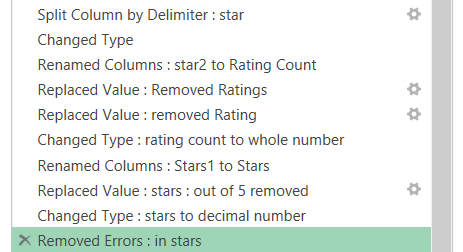 Split Column by Delimiter : star
Changed Type
Renamed Columns : star2 to Rating Count
Replaced Value : Removed Ratings
Replaced Value : removed Rating
Changed Type : rating count to whole number
Renamed Columns : Stars1 to Stars
Replaced Value : stars : out of 5 removed
Changed Type : stars to decimal number
Removed Errors : in stars